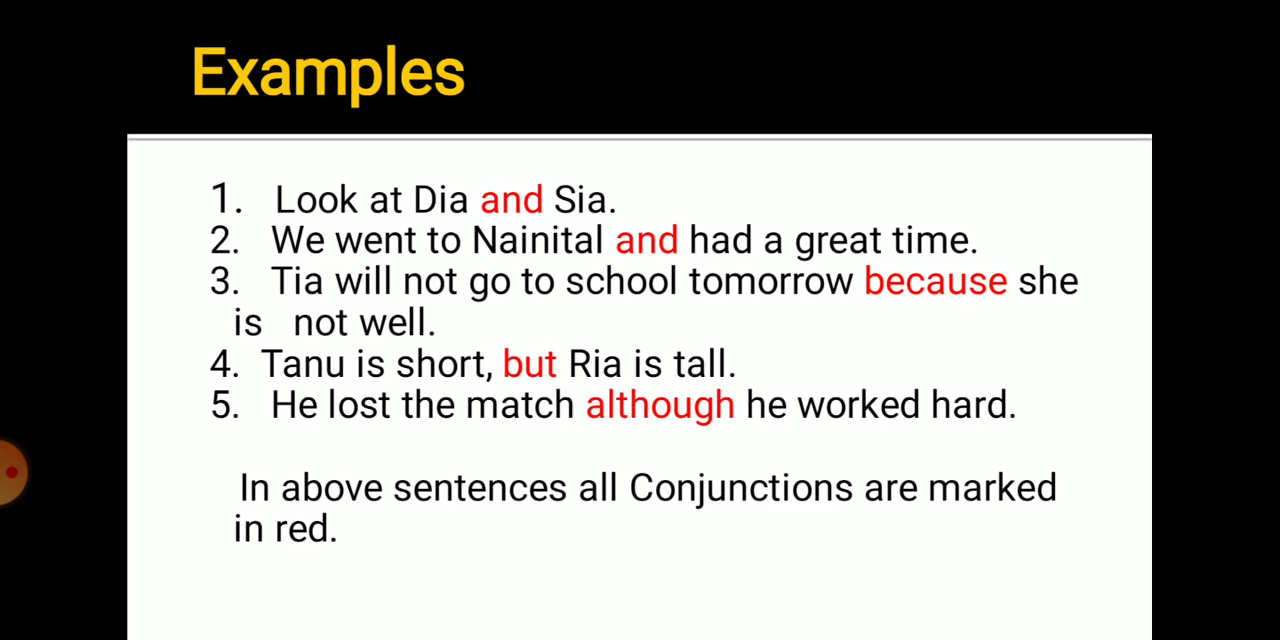 Examples
1. Look at Dia and Sia.
2. We went to Nainital and had a great time.
3. Tia will not go to school tomorrow because she
is not well.
4. Tanu is short, but Ria is tall.
5. He lost the match although he worked hard.
In above sentences all Conjunctions are marked
in red.